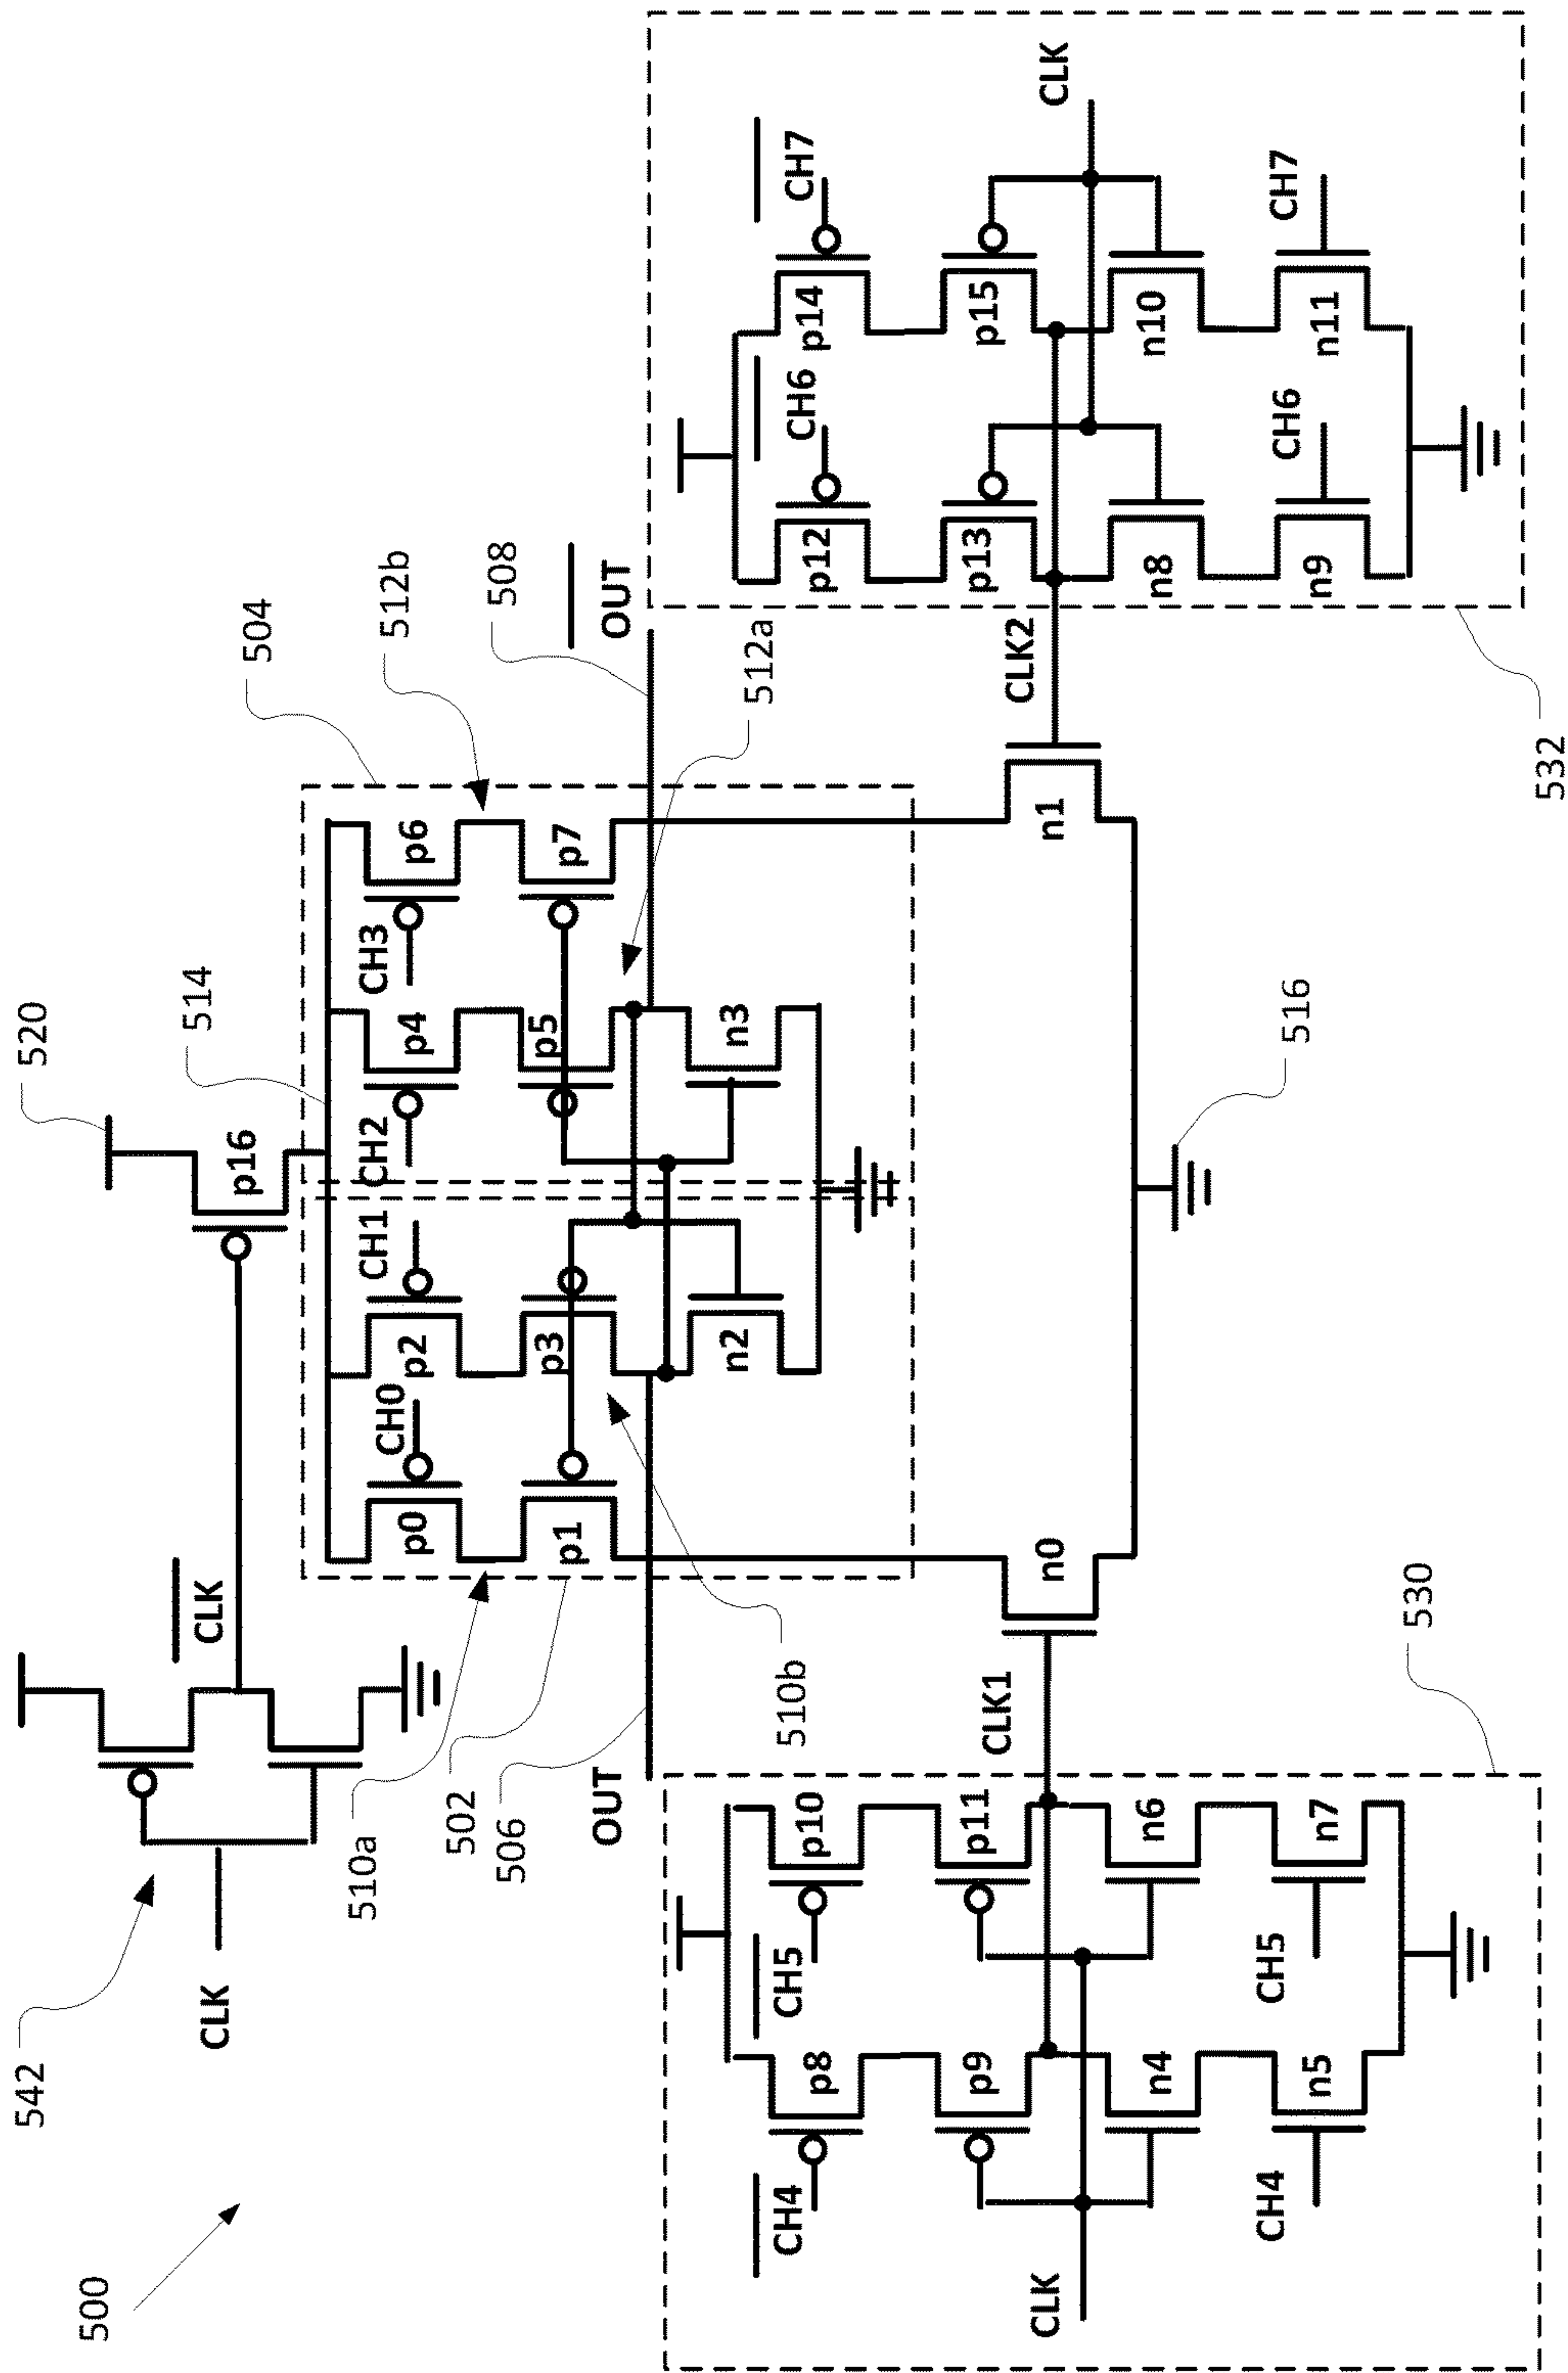 500
542
CLK
CLK
520
p16
514
504
CH0
CH1
CH2
CH3
p0
p2
p4
p6
512b
510a
502
506
p1
p3
p5
p7
508
OUT
OUT
510b
n2
n3
512a
CLK1
n0
n1
CLK2
516
530
CH4
p8
CH5
p10
p9
p11
CLK
n4
n6
CH4
n5
CH5
n7
532
p12
CH6
p14
CH7
p13
p15
CLK
n8
n10
n9
CH6
n11
CH7